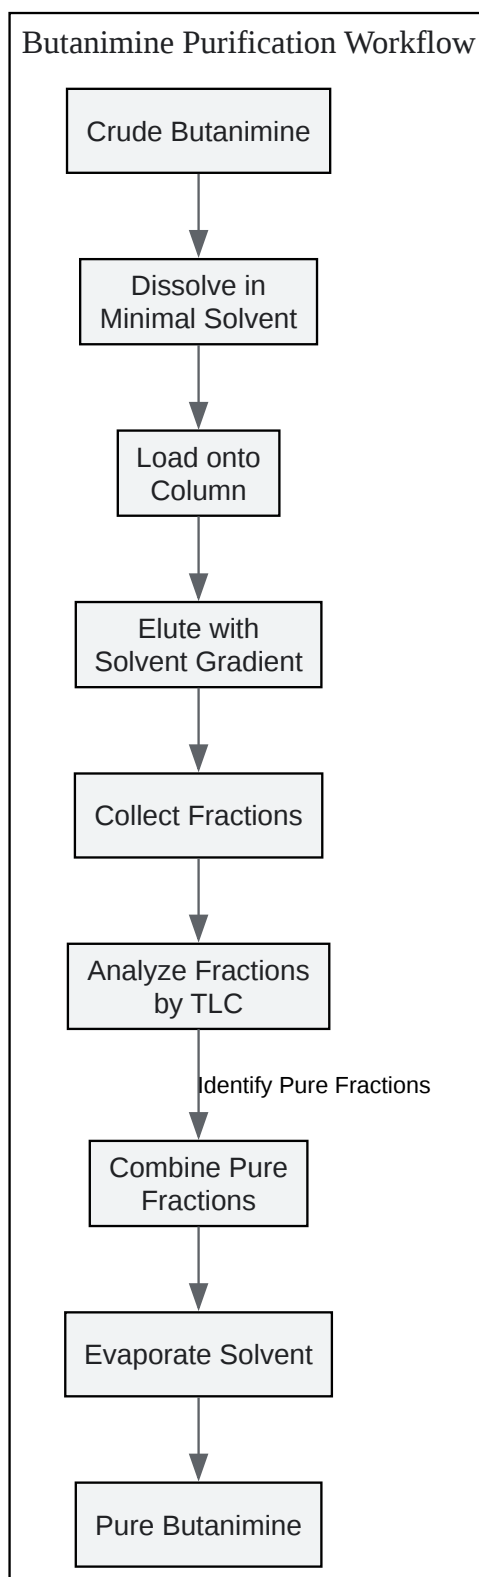 Butanimine Purification Workflow
Crude Butanimine
Dissolve in
Minimal Solvent
Load onto
Column
Elute with
Solvent Gradient
Collect Fractions
Analyze Fractions
by TLC
Identify Pure Fractions
Combine Pure
Fractions
Evaporate Solvent
Pure Butanimine